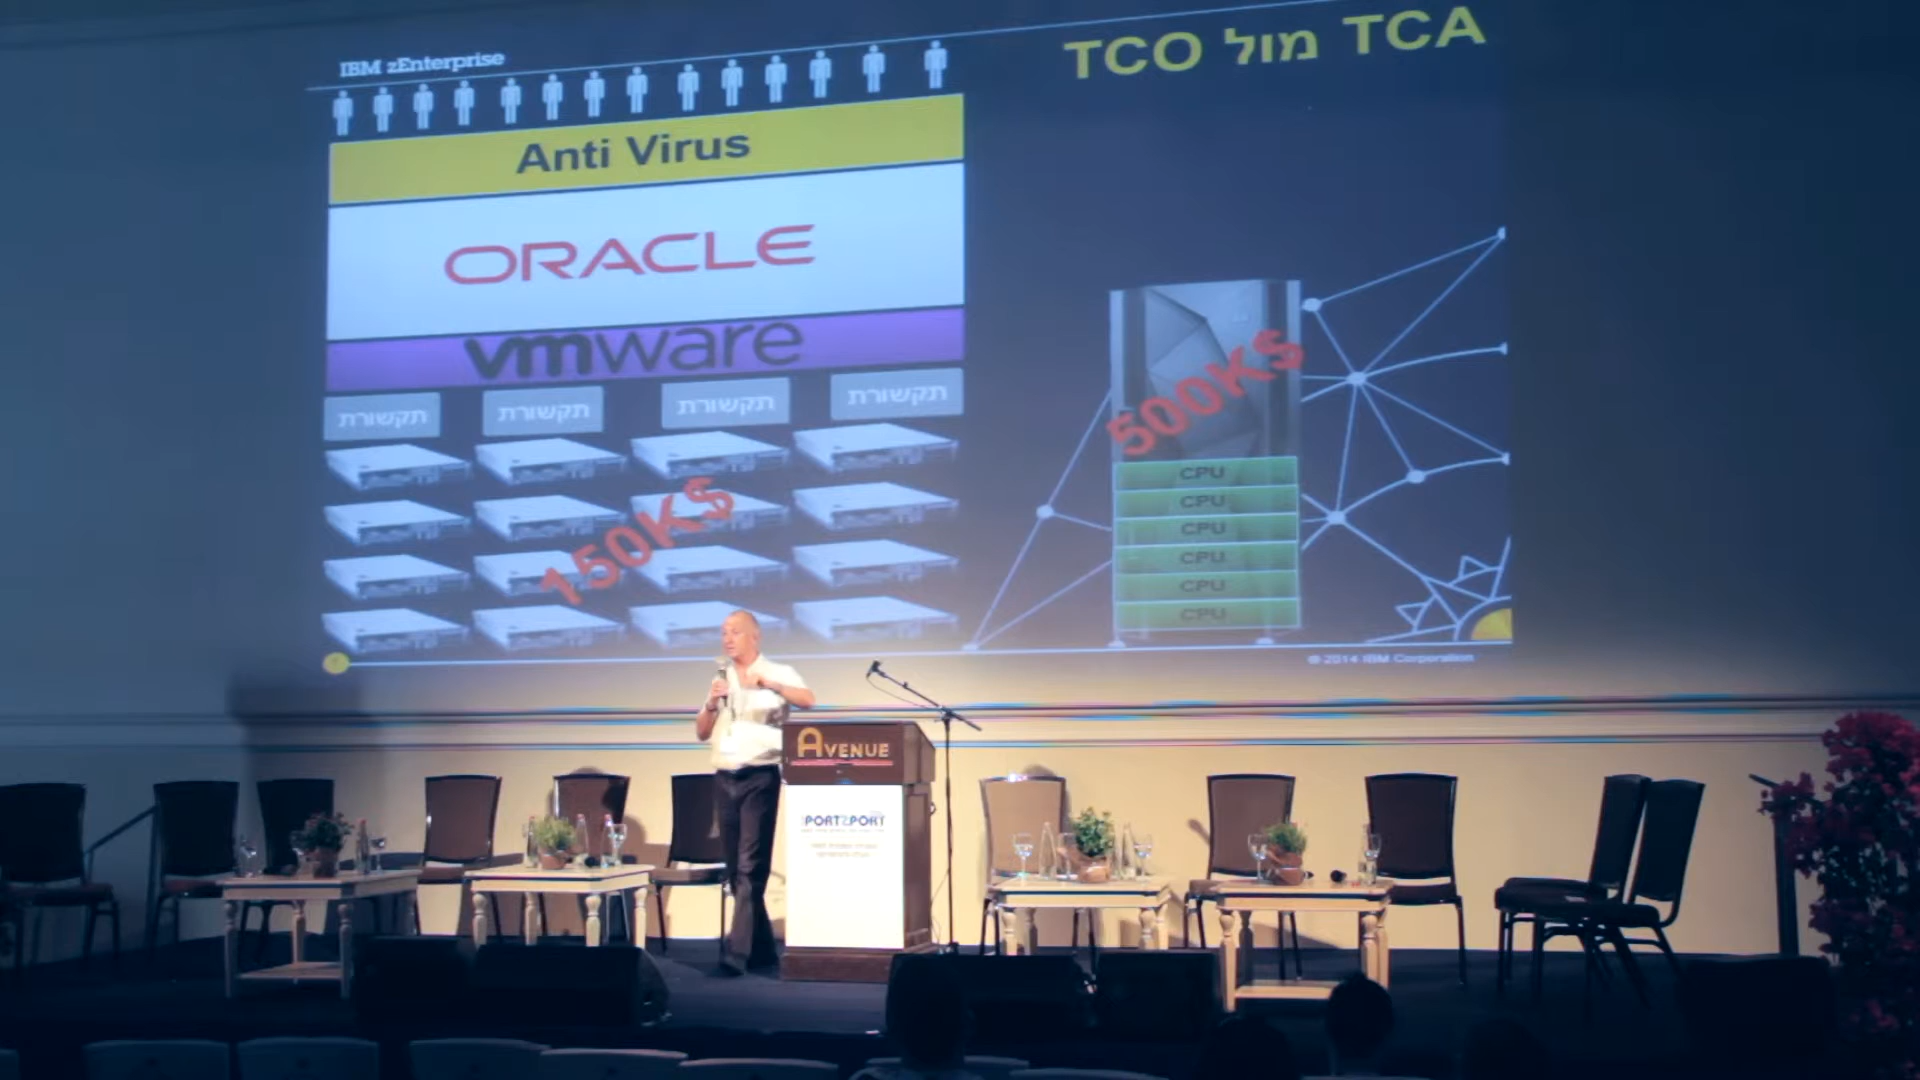 IBM zEnterprise
TCO מול TCA
Anti Virus
ORACLE
vmware
תקשורת
תקשורת
תקשורת
תקשורת
150K$
500K$
CPU
CPU
CPU
CPU
CPU
CPU
© 2014 IBM Corporation
AVENUE
PORT2PORT